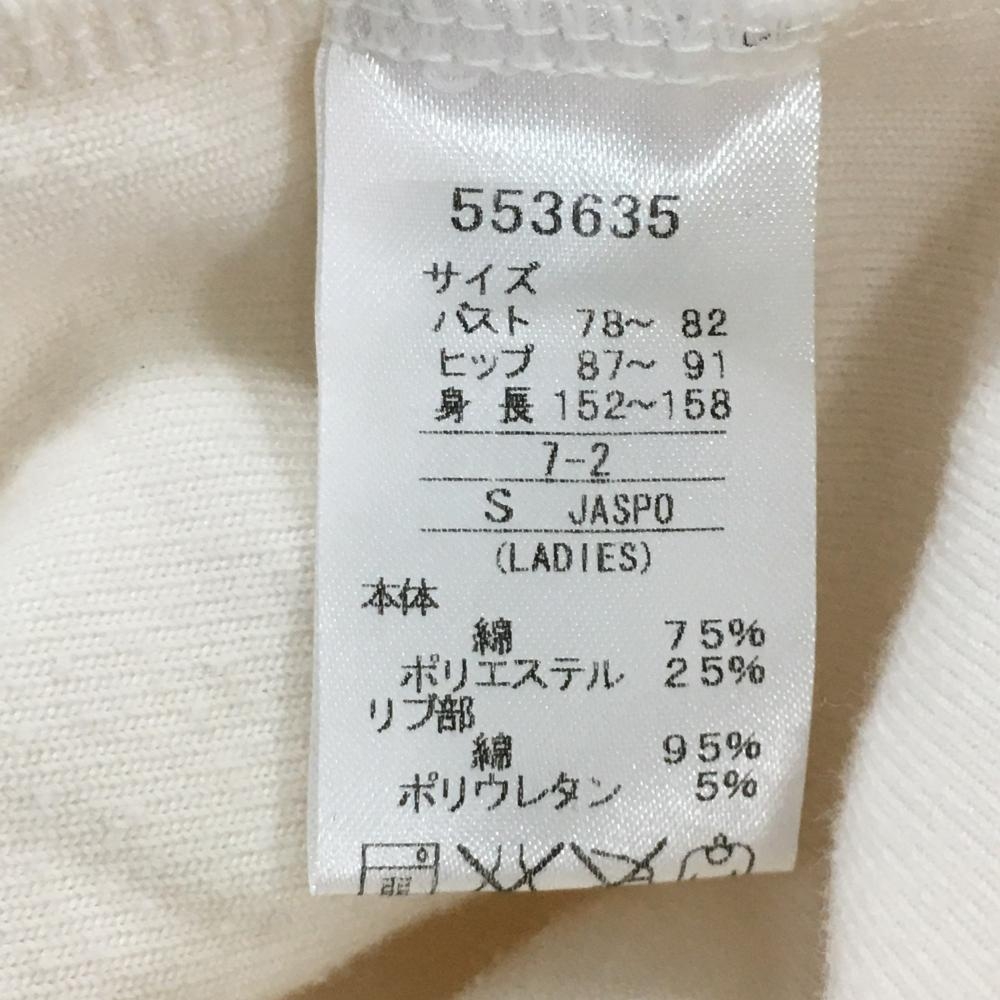 553635
サイズ
バスト 78～ 82
ヒップ 87～ 91
身 長 152～158
7-2
S JASPO
(LADIES)
本体
綿 75%
ポリエステル 25%
リブ部
綿 95%
ポリウレタン 5%